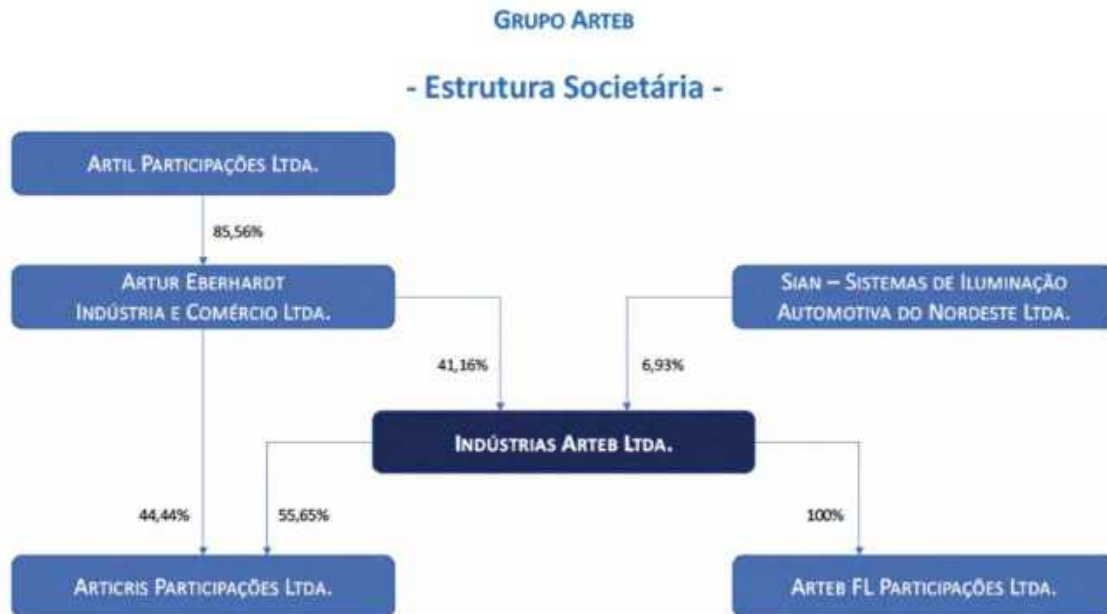 GRUPO ARTEB
- Estrutura Societária -
ARTIL PARTICIPAÇÕES LTDA.
85,56%
ARTUR EBERHARDT
INDÚSTRIA E COMÉRCIO LTDA.
SIAN – SISTEMAS DE ILUMINAÇÃO
AUTOMOTIVA DO NORDESTE LTDA.
41,16%
6,93%
INDÚSTRIAS ARTEB LTDA.
44,44%
55,65%
100%
ARTICRIS PARTICIPAÇÕES LTDA.
ARTEB FL PARTICIPAÇÕES LTDA.